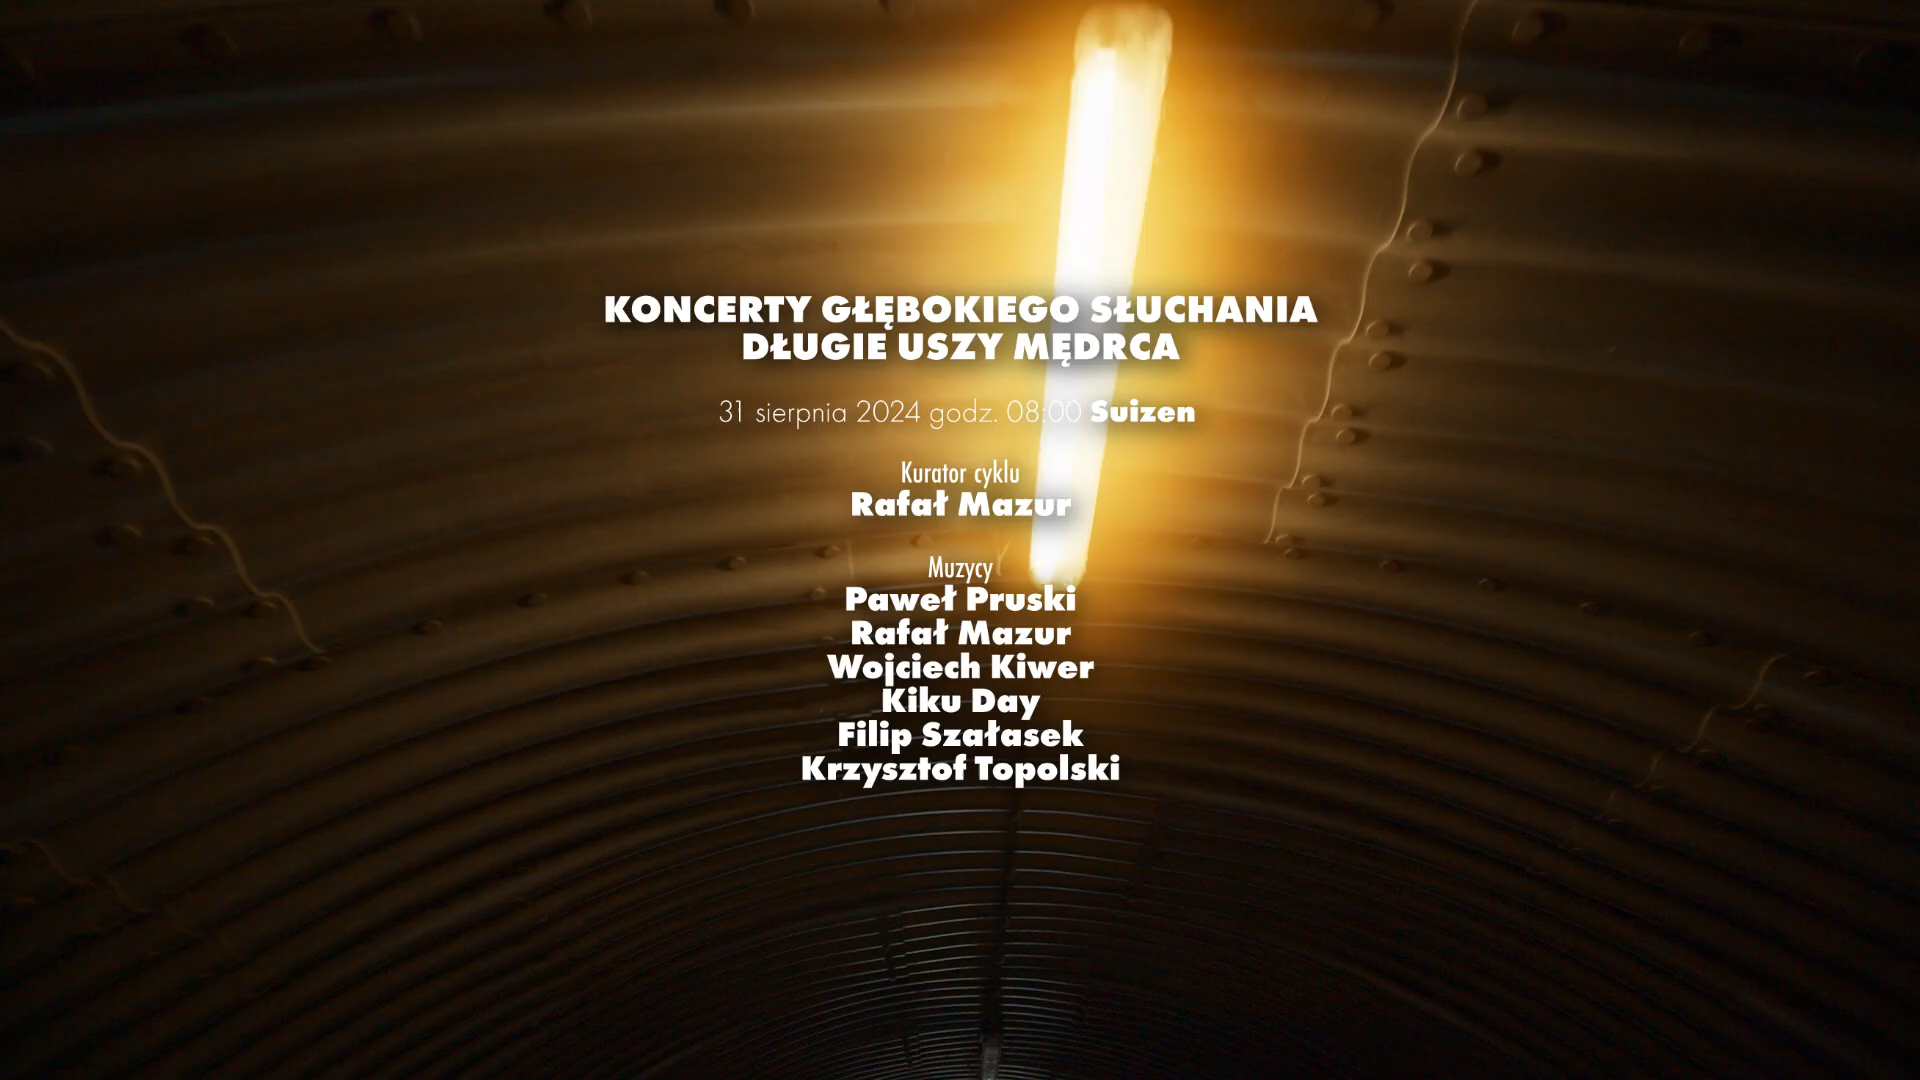 KONCERTY GŁĘBOKIEGO SŁUCHANIA
DŁUGIE USZY MĘDRCA
31 sierpnia 2024 godz. 08:00 Suizen
Kurator cyklu
Rafał Mazur
Muzycy
Paweł Pruski
Rafał Mazur
Wojciech Kiwer
Kiku Day
Filip Szałasek
Krzysztof Topolski